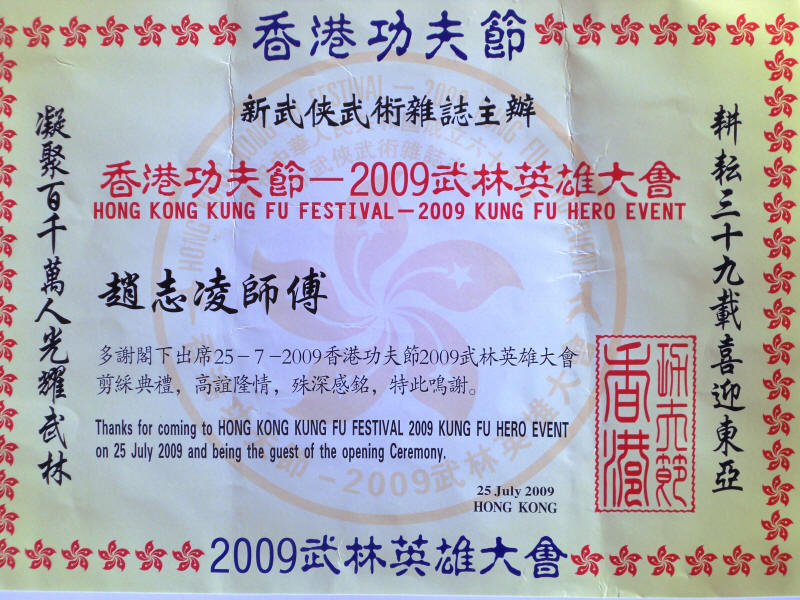 香港功夫節
新武俠武術雜誌主辦
香港功夫節－2009武林英雄大會
HONG KONG KUNG FU FESTIVAL－2009 KUNG FU HERO EVENT
耕耘三十九載喜迎東亞
凝聚百千萬人光耀武林
趙志凌師傅
多謝閣下出席25－7－2009香港功夫節2009武林英雄大會
剪綵典禮，高誼隆情，殊深感銘，特此鳴謝。
Thanks for coming to HONG KONG KUNG FU FESTIVAL 2009 KUNG FU HERO EVENT
on 25 July 2009 and being the guest of the opening Ceremony.
功夫節
香港
25 July 2009
HONG KONG
2009武林英雄大會